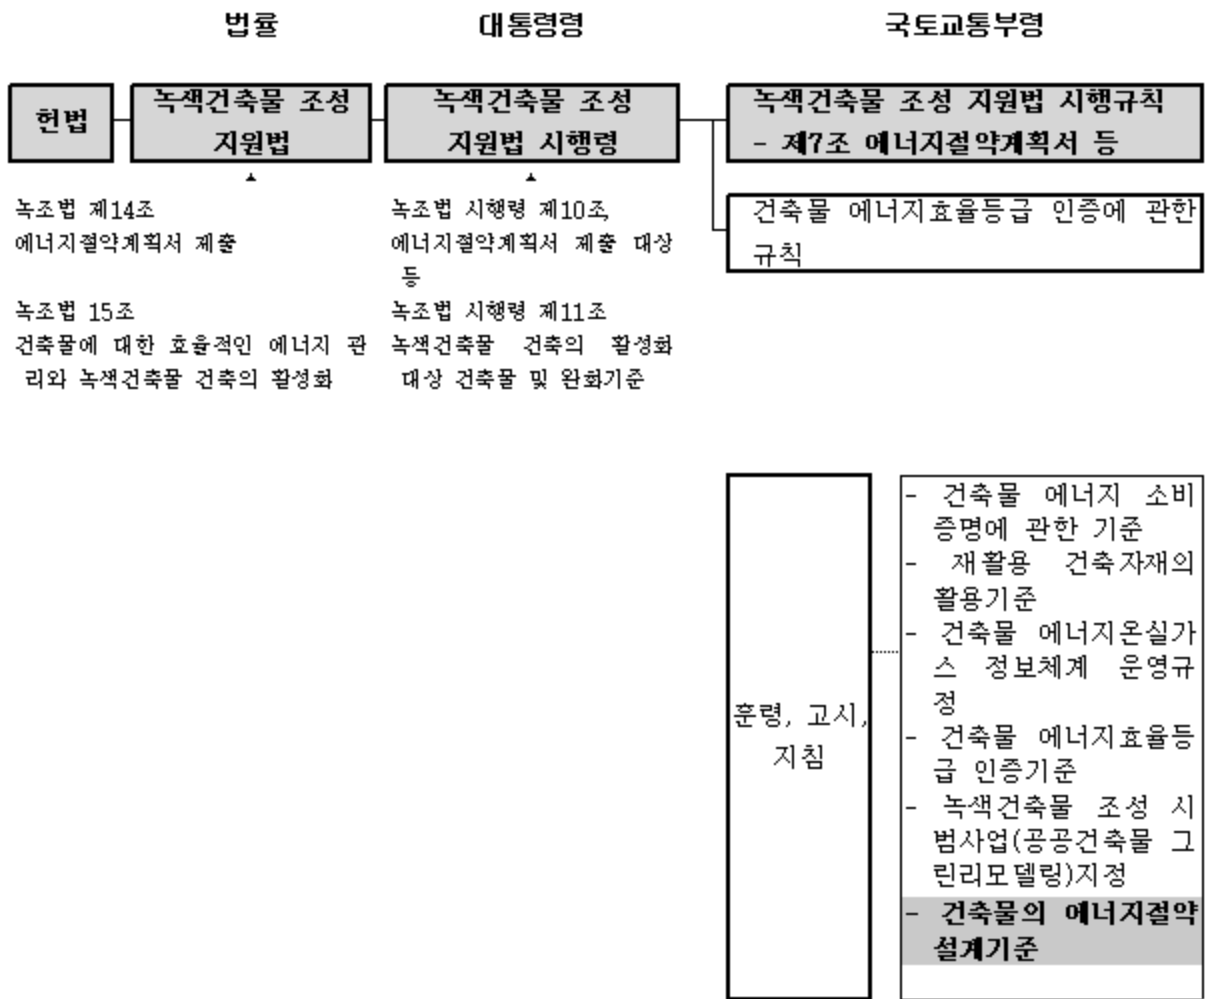 법률
대통령령
국토교통부령
헌법
녹색건축물 조성
지원법
녹색건축물 조성
지원법 시행령
녹색건축물 조성 지원법 시행규칙
- 제7조 에너지절약계획서 등
건축물 에너지효율등급 인증에 관한
규칙
녹조법 제14조
에너지절약계획서 제출
녹조법 15조
건축물에 대한 효율적인 에너지 관
리와 녹색건축물 건축의 활성화
녹조법 시행령 제10조,
에너지절약계획서 제출 대상
등
녹조법 시행령 제11조
녹색건축물 건축의 활성화
대상 건축물 및 완화기준
훈령, 고시,
지침
- 건축물 에너지 소비
증명에 관한 기준
- 재활용 건축자재의
활용기준
- 건축물 에너지온실가
스 정보체계 운영규
정
- 건축물 에너지효율등
급 인증기준
- 녹색건축물 조성 시
범사업(공공건축물 그
린리모델링)지정
- 건축물의 에너지절약
설계기준